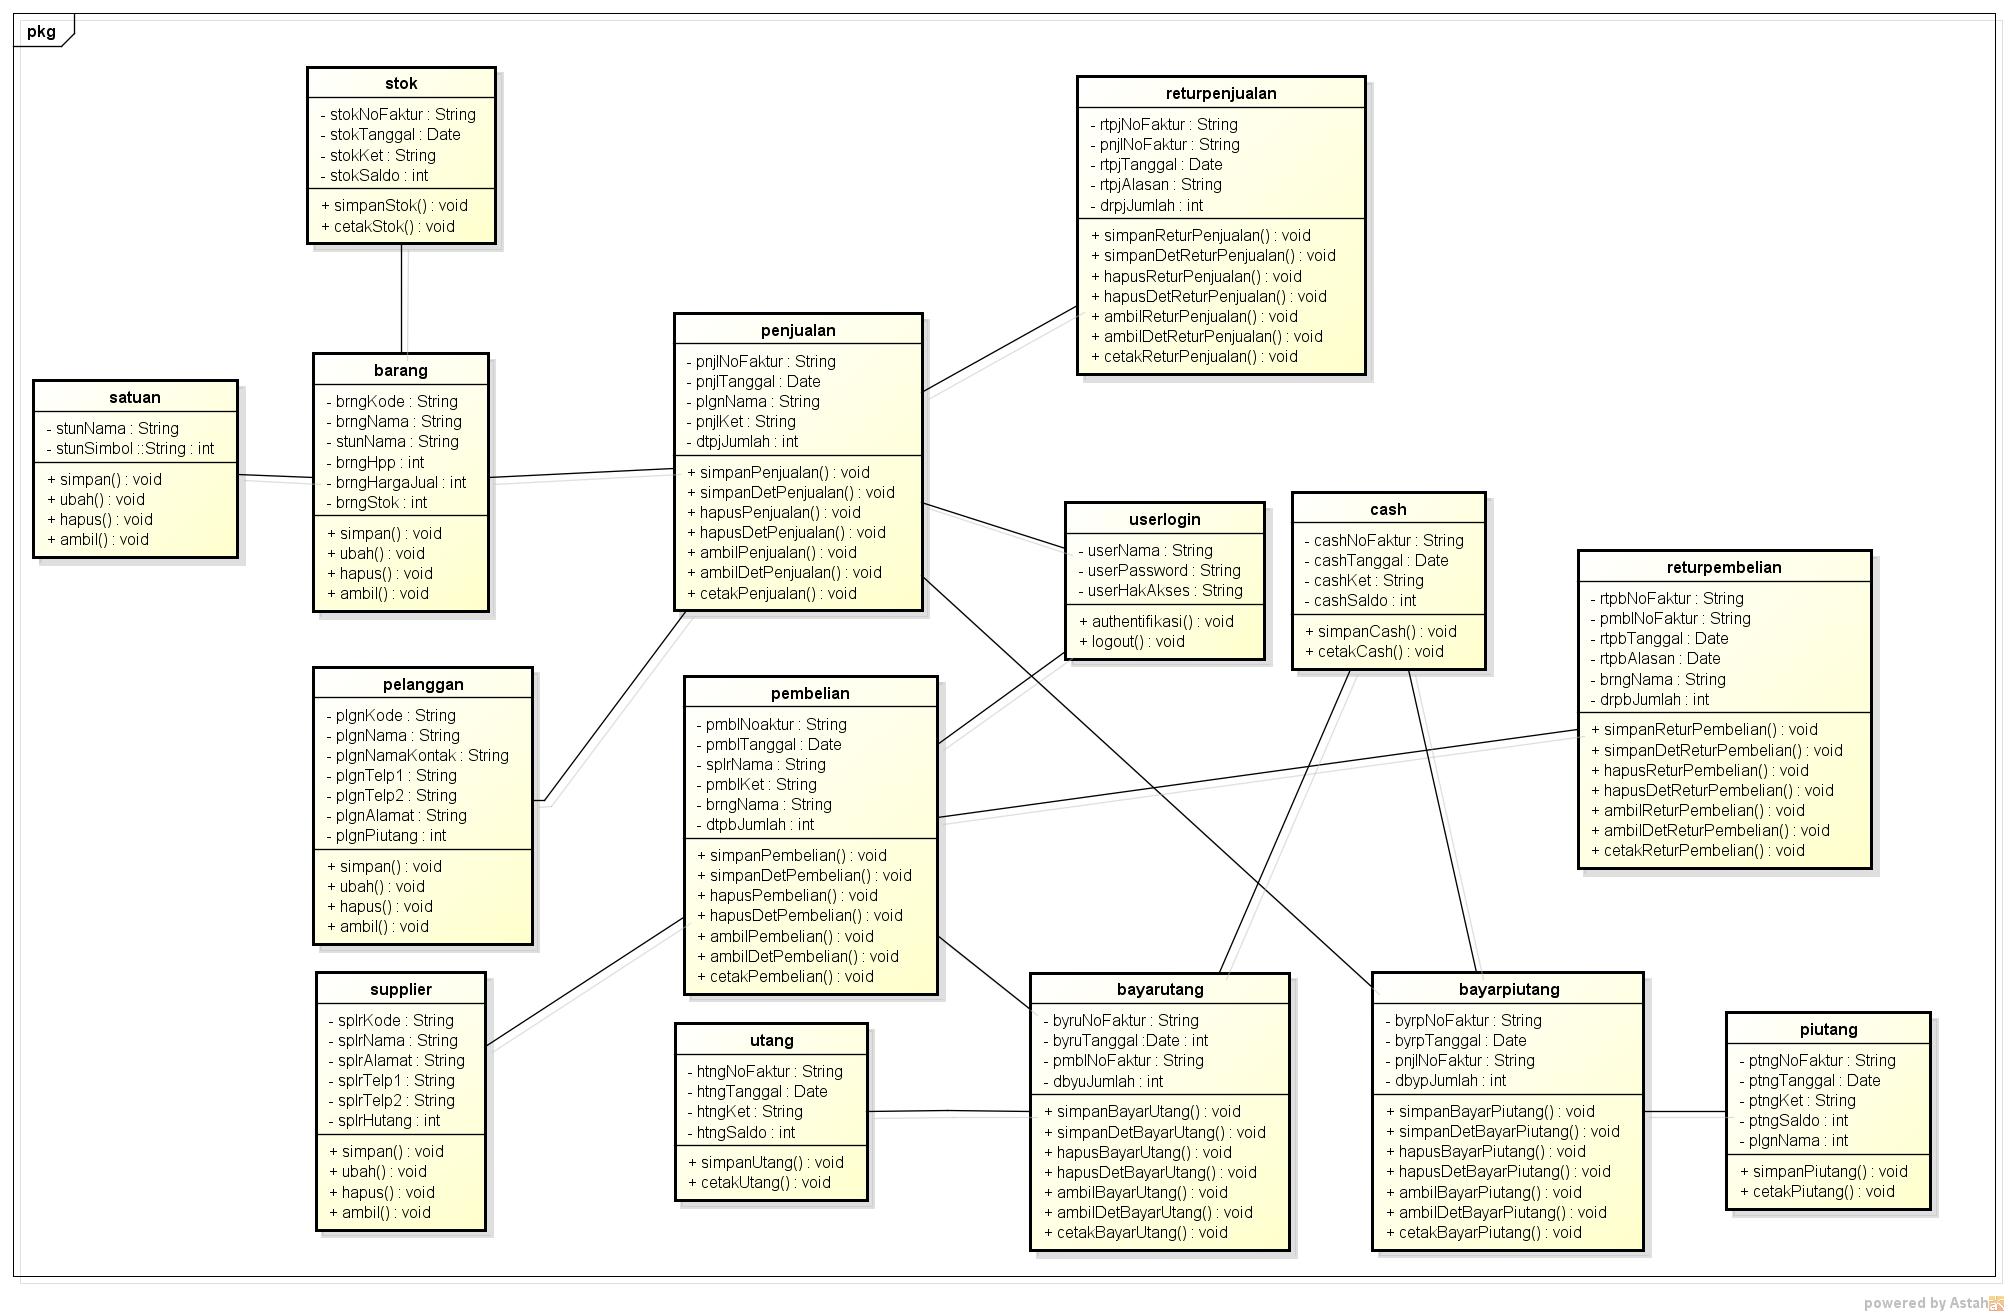 pkg
stok
- stokNoFaktur : String
- stokTanggal : Date
- stokKet : String
- stokSaldo : int
+ simpanStok() : void
+ cetakStok() : void
returpenjualan
- rtpjNoFaktur : String
- pnjlNoFaktur : String
- rtpjTanggal : Date
- rtpjAlasan : String
- drpjJumlah : int
+ simpanReturPenjualan() : void
+ simpanDetReturPenjualan() : void
+ hapusReturPenjualan() : void
+ hapusDetReturPenjualan() : void
+ ambilReturPenjualan() : void
+ ambilDetReturPenjualan() : void
+ cetakReturPenjualan() : void
satuan
- stunNama : String
- stunSimbol ::String : int
+ simpan() : void
+ ubah() : void
+ hapus() : void
+ ambil() : void
barang
- brngKode : String
- brngNama : String
- stunNama : String
- brngHpp : int
- brngHargaJual : int
- brngStok : int
+ simpan() : void
+ ubah() : void
+ hapus() : void
+ ambil() : void
penjualan
- pnjlNoFaktur : String
- pnjlTanggal : Date
- plgnNama : String
- pnjlKet : String
- dtpjJumlah : int
+ simpanPenjualan() : void
+ simpanDetPenjualan() : void
+ hapusPenjualan() : void
+ hapusDetPenjualan() : void
+ ambilPenjualan() : void
+ ambilDetPenjualan() : void
+ cetakPenjualan() : void
userlogin
- userNama : String
- userPassword : String
- userHakAkses : String
+ authentifikasi() : void
+ logout() : void
cash
- cashNoFaktur : String
- cashTanggal : Date
- cashKet : String
- cashSaldo : int
+ simpanCash() : void
+ cetakCash() : void
returpembelian
- rtpbNoFaktur : String
- pmblNoFaktur : String
- rtpbTanggal : Date
- rtpbAlasan : Date
- brngNama : String
- drpbJumlah : int
+ simpanReturPembelian() : void
+ simpanDetReturPembelian() : void
+ hapusReturPembelian() : void
+ hapusDetReturPembelian() : void
+ ambilReturPembelian() : void
+ ambilDetReturPembelian() : void
+ cetakReturPembelian() : void
pelanggan
- plgnKode : String
- plgnNama : String
- plgnNamaKontak : String
- plgnTelp1 : String
- plgnTelp2 : String
- plgnAlamat : String
- plgnPiutang : int
+ simpan() : void
+ ubah() : void
+ hapus() : void
+ ambil() : void
pembelian
- pmblNoaktur : String
- pmblTanggal : Date
- splrNama : String
- pmblKet : String
- brngNama : String
- dtpbJumlah : int
+ simpanPembelian() : void
+ simpanDetPembelian() : void
+ hapusPembelian() : void
+ hapusDetPembelian() : void
+ ambilPembelian() : void
+ ambilDetPembelian() : void
+ cetakPembelian() : void
supplier
- splrKode : String
- splrNama : String
- splrAlamat : String
- splrTelp1 : String
- splrTelp2 : String
- splrHutang : int
+ simpan() : void
+ ubah() : void
+ hapus() : void
+ ambil() : void
utang
- htngNoFaktur : String
- htngTanggal : Date
- htngKet : String
- htngSaldo : int
+ simpanUtang() : void
+ cetakUtang() : void
bayarutang
- byruNoFaktur : String
- byruTanggal :Date : int
- pmblNoFaktur : String
- dbyuJumlah : int
+ simpanBayarUtang() : void
+ simpanDetBayarUtang() : void
+ hapusBayarUtang() : void
+ hapusDetBayarUtang() : void
+ ambilBayarUtang() : void
+ ambilDetBayarUtang() : void
+ cetakBayarUtang() : void
bayarpiutang
- byrpNoFaktur : String
- byrpTanggal : Date
- pnjlNoFaktur : String
- dbypJumlah : int
+ simpanBayarPiutang() : void
+ simpanDetBayarPiutang() : void
+ hapusBayarPiutang() : void
+ hapusDetBayarPiutang() : void
+ ambilBayarPiutang() : void
+ ambilDetBayarPiutang() : void
+ cetakBayarPiutang() : void
piutang
- ptngNoFaktur : String
- ptngTanggal : Date
- ptngKet : String
- ptngSaldo : int
- plgnNama : int
+ simpanPiutang() : void
+ cetakPiutang() : void
powered by Astah